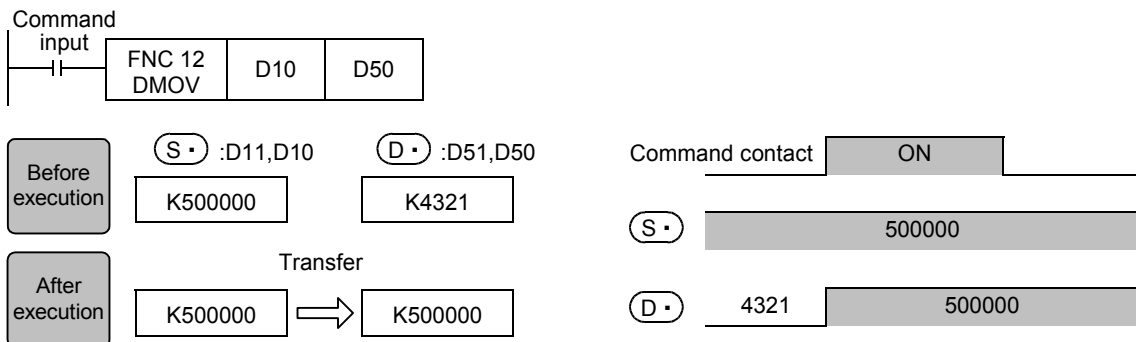 Command
input
FNC 12
DMOV
D10
D50
Before
execution
S· :D11,D10
D· :D51,D50
K500000
K4321
After
execution
Transfer
K500000
K500000
Command contact
ON
S·
500000
D·
4321
500000